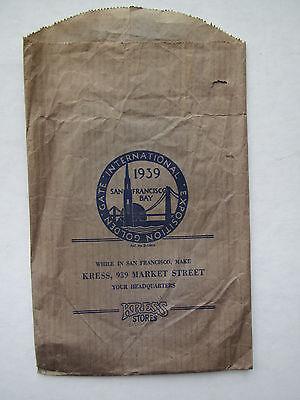 GOLDEN GATE INTERNATIONAL EXPOSITION
1939
SAN FRANCISCO
BAY
WHILE IN SAN FRANCISCO, MAKE
KRESS, 939 MARKET STREET
YOUR HEADQUARTERS
KRESS
STORES